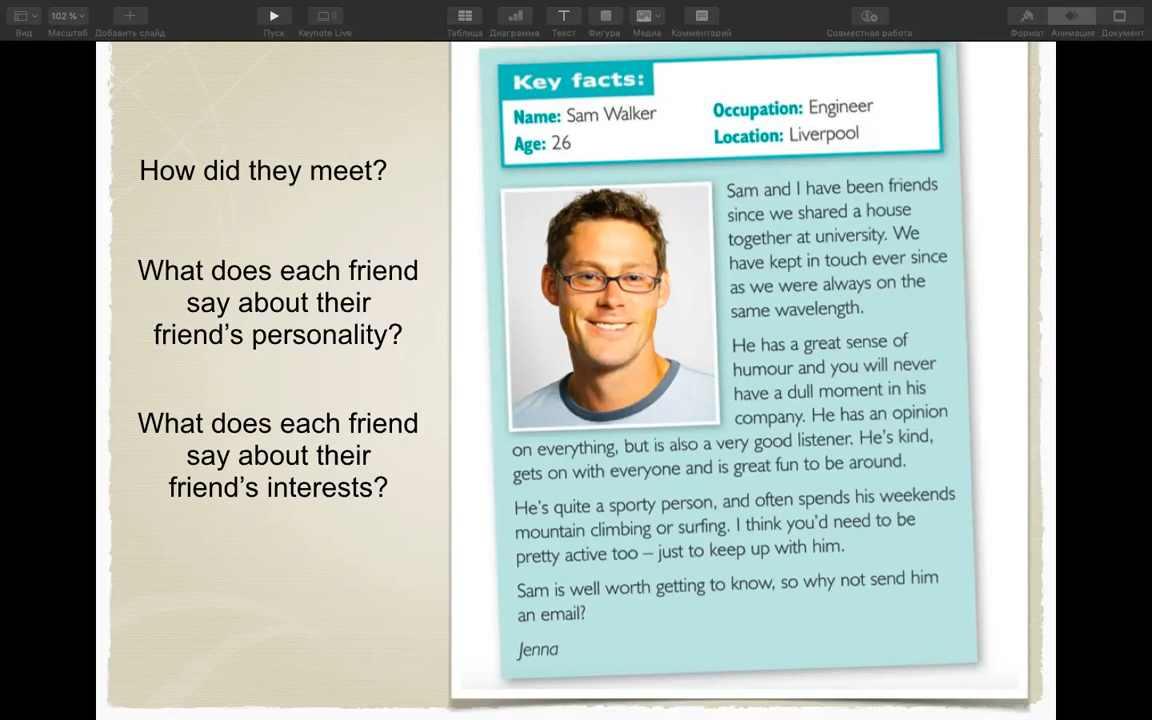 102 %
Вид
Масштаб
Добавить слайд
Пуск
Keynote Live
Таблица
Диаграмма
Текст
Фигура
Медиа
Комментарий
Совместная работа
Формат
Анимация
Документ
How did they meet?
What does each friend
say about their
friend's personality?
What does each friend
say about their
friend's interests?
Key facts:
Name: Sam Walker
Age: 26
Occupation: Engineer
Location: Liverpool
Sam and I have been friends
since we shared a house
together at university. We
have kept in touch ever since
as we were always on the
same wavelength.
He has a great sense of
humour and you will never
have a dull moment in his
company. He has an opinion
on everything, but is also a very good listener. He's kind,
gets on with everyone and is great fun to be around.
He's quite a sporty person, and often spends his weekends
mountain climbing or surfing. I think you'd need to be
pretty active too – just to keep up with him.
Sam is well worth getting to know, so why not send him
an email?
Jenna